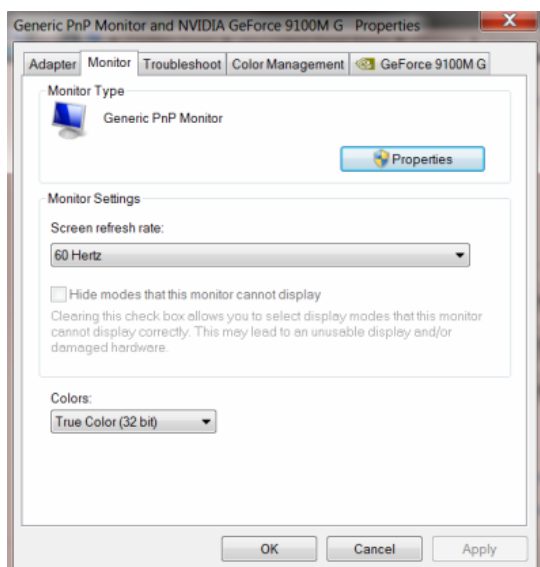 Generic PnP Monitor and NVIDIA GeForce 9100M G Properties
Adapter Monitor Troubleshoot Color Management GeForce 9100M G
Monitor Type
Generic PnP Monitor
Properties
Monitor Settings
Screen refresh rate:
60 Hertz
Hide modes that this monitor cannot display
Clearing this check box allows you to select display modes that this monitor
cannot display correctly. This may lead to an unusable display and/or
damaged hardware.
Colors:
True Color (32 bit)
OK Cancel Apply